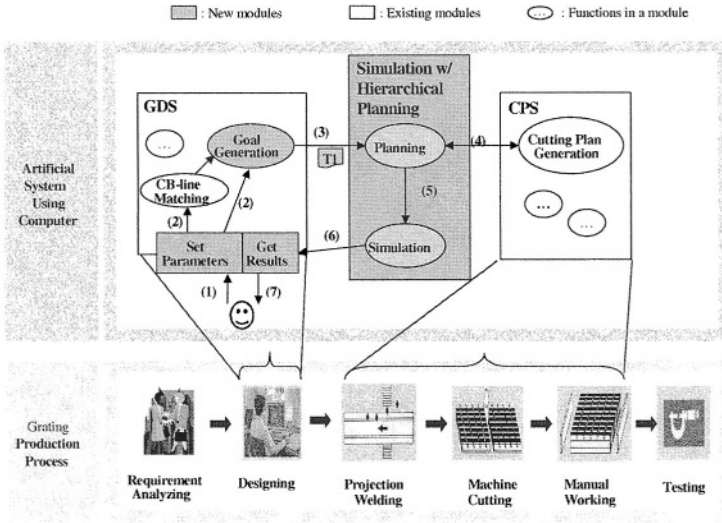 : New modules
: Existing modules
... : Functions in a module
Simulation w/
Hierarchical
Planning
GDS
CPS
...
Goal
Generation
(3)
T1
Planning
(4)
Cutting Plan
Generation
Artificial
System
Using
Computer
CB-line
Matching
(2)
(2)
(5)
...
...
Set
Parameters
Get
Results
(6)
Simulation
(1)
(7)
Grating
Production
Process
Requirement
Analyzing
Designing
Projection
Welding
Machine
Cutting
Manual
Working
Testing